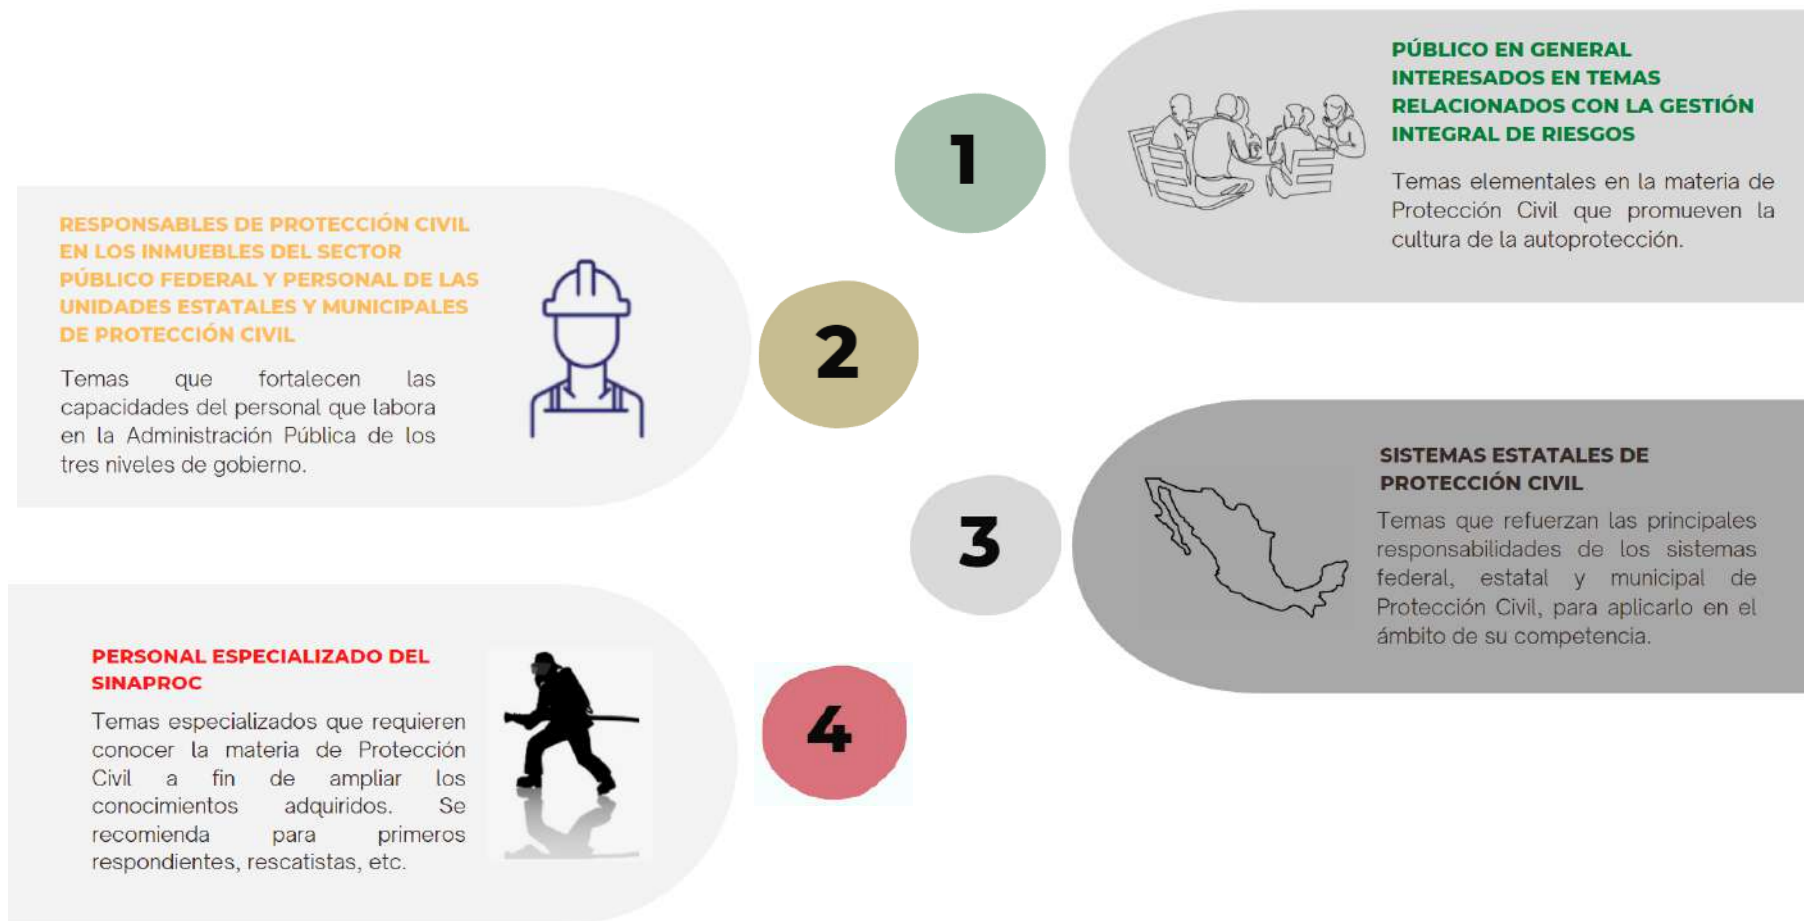 1
PÚBLICO EN GENERAL
INTERESADOS EN TEMAS
RELACIONADOS CON LA GESTIÓN
INTEGRAL DE RIESGOS
Temas elementales en la materia de
Protección Civil que promueven la
cultura de la autoprotección.
RESPONSABLES DE PROTECCIÓN CIVIL
EN LOS INMUEBLES DEL SECTOR
PÚBLICO FEDERAL Y PERSONAL DE LAS
UNIDADES ESTATALES Y MUNICIPALES
DE PROTECCIÓN CIVIL
Temas que fortalecen las
capacidades del personal que labora
en la Administración Pública de los
tres niveles de gobierno.
2
3
SISTEMAS ESTATALES DE
PROTECCIÓN CIVIL
Temas que refuerzan las principales
responsabilidades de los sistemas
federal, estatal y municipal de
Protección Civil, para aplicarlo en el
ámbito de su competencia.
PERSONAL ESPECIALIZADO DEL
SINAPROC
Temas especializados que requieren
conocer la materia de Protección
Civil a fin de ampliar los
conocimientos adquiridos. Se
recomienda para primeros
respondientes, rescatistas, etc.
4